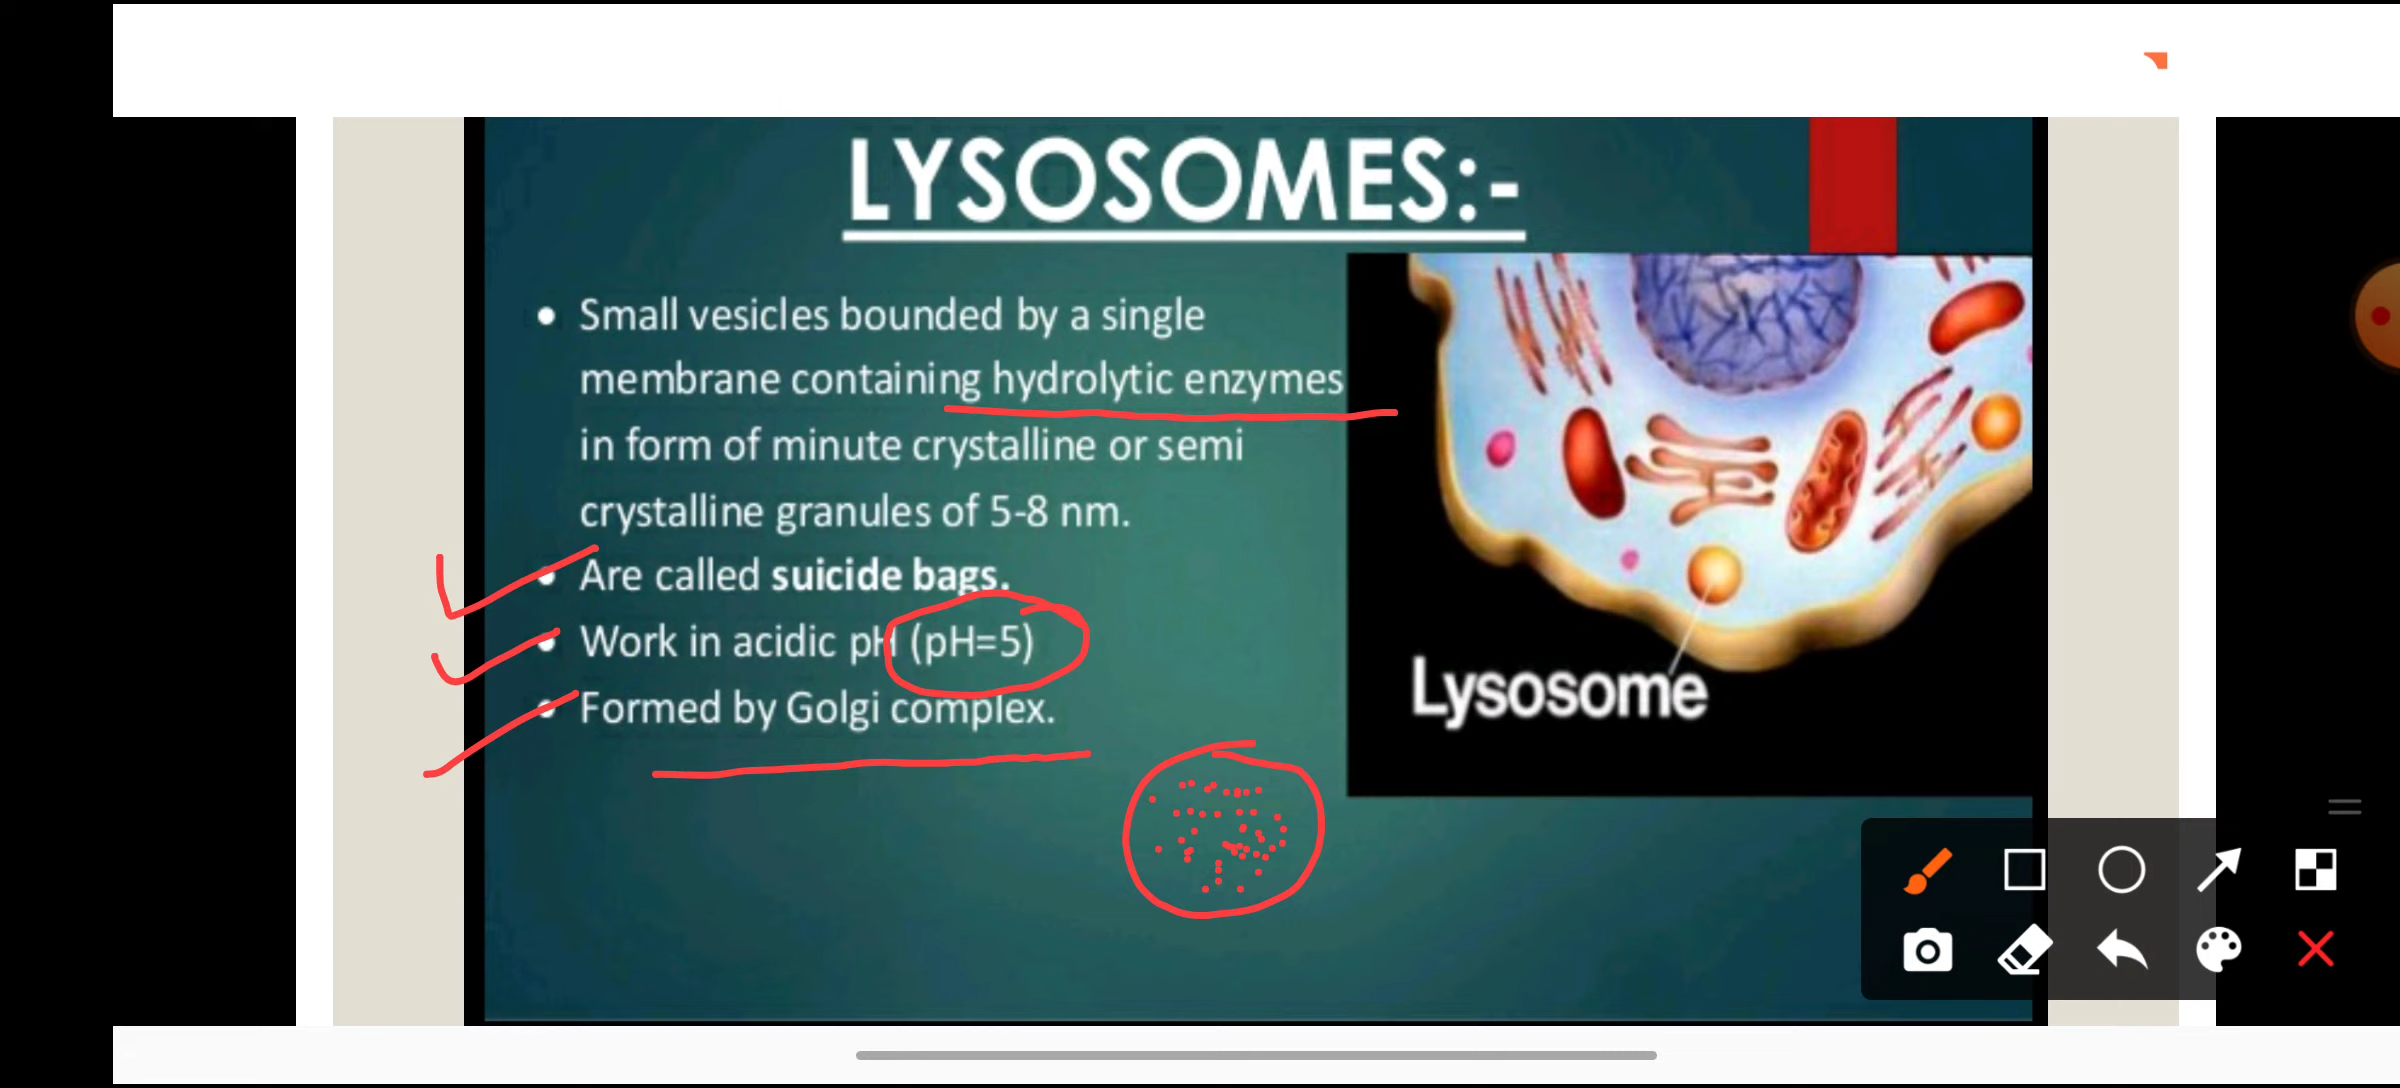 LYSOSOMES:-
• Small vesicles bounded by a single
membrane containing hydrolytic enzymes
in form of minute crystalline or semi
crystalline granules of 5-8 nm.
• Are called suicide bags.
• Work in acidic pH (pH=5)
• Formed by Golgi complex.
Lysosome